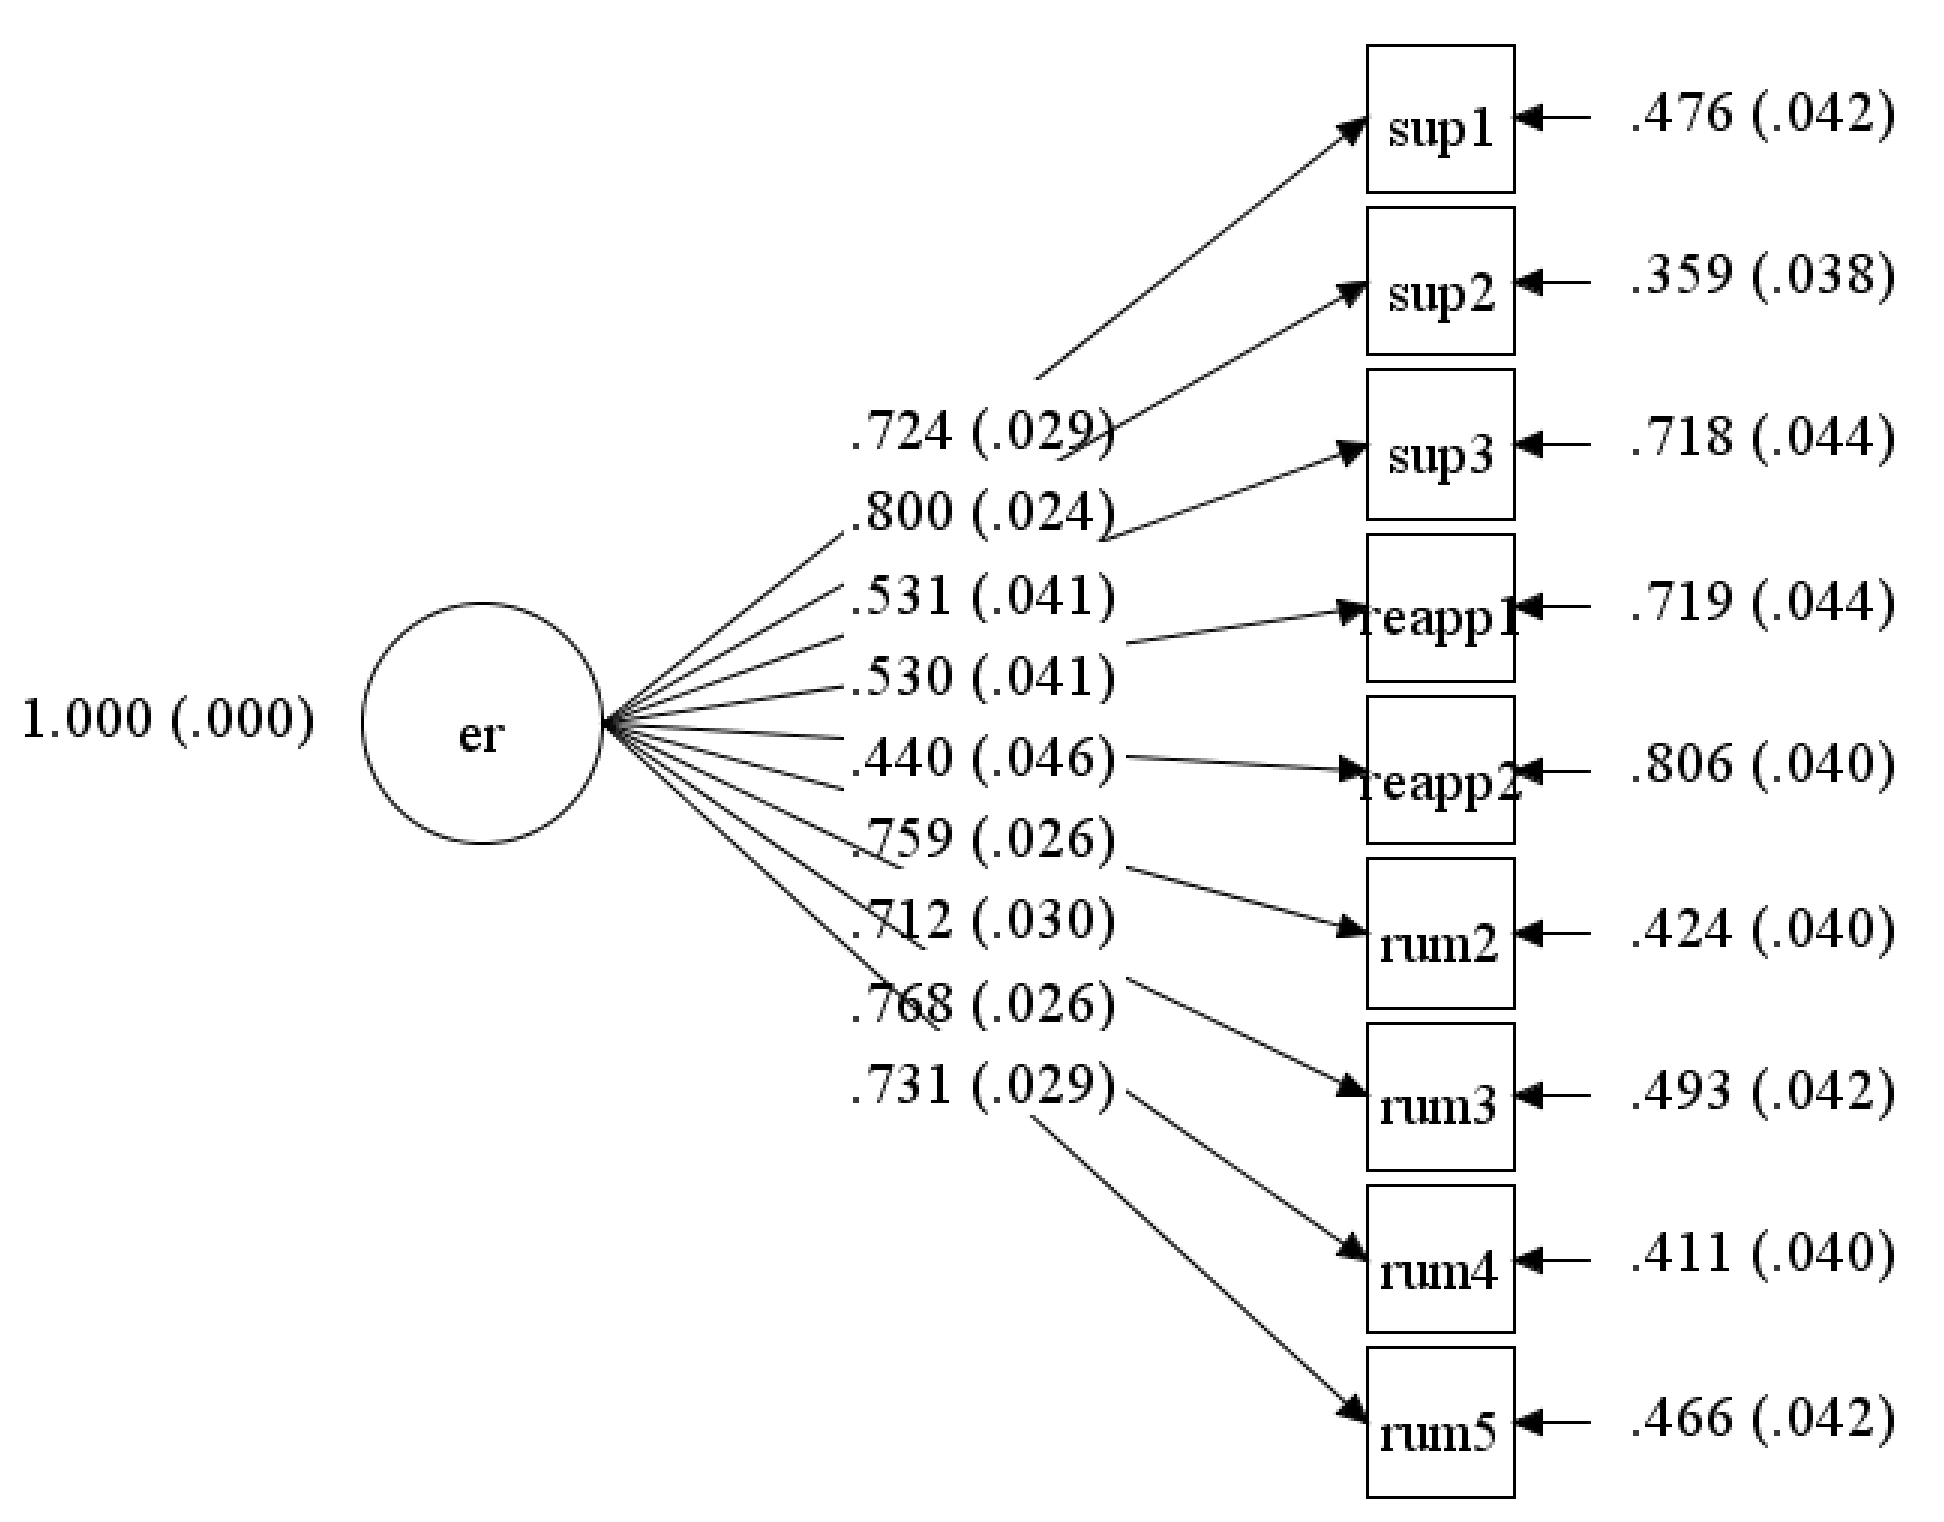 sup1 .476 (.042)
sup2 .359 (.038)
.724 (.029)
sup3 .718 (.044)
.800 (.024)
.531 (.041)
reapp1 .719 (.044)
.530 (.041)
1.000 (.000) er
.440 (.046)
reapp2 .806 (.040)
.759 (.026)
.712 (.030)
rum2 .424 (.040)
.768 (.026)
.731 (.029)
rum3 .493 (.042)
rum4 .411 (.040)
rum5 .466 (.042)